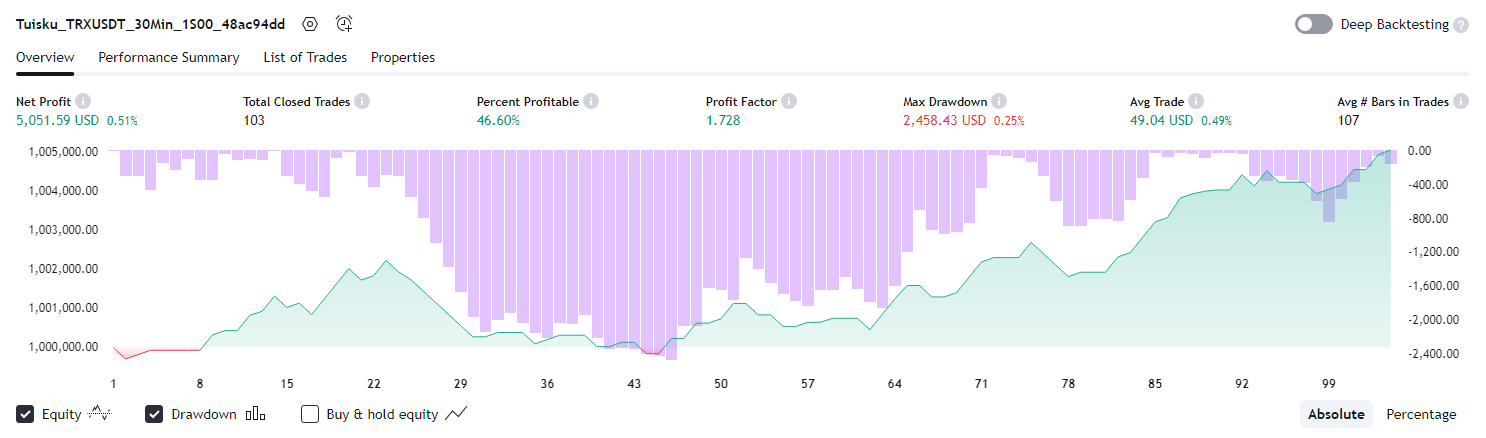 Tuisku_TRXUSDT_30Min_1S00_48ac94dd
Deep Backtesting ?
Overview Performance Summary List of Trades Properties
Net Profit i Total Closed Trades i Percent Profitable i Profit Factor i Max Drawdown i Avg Trade i Avg # Bars in Trades i
5,051.59 USD 0.51% 103 46.60% 1.728 2,458.43 USD 0.25% 49.04 USD 0.49% 107
1,005,000.00 0.00
1,004,000.00 -400.00
1,003,000.00 -800.00
1,002,000.00 -1,200.00
1,001,000.00 -1,600.00
1,000,000.00 -2,000.00
-2,400.00
1 8 15 22 29 36 43 50 57 64 71 78 85 92 99
Equity Drawdown Buy & hold equity Absolute Percentage